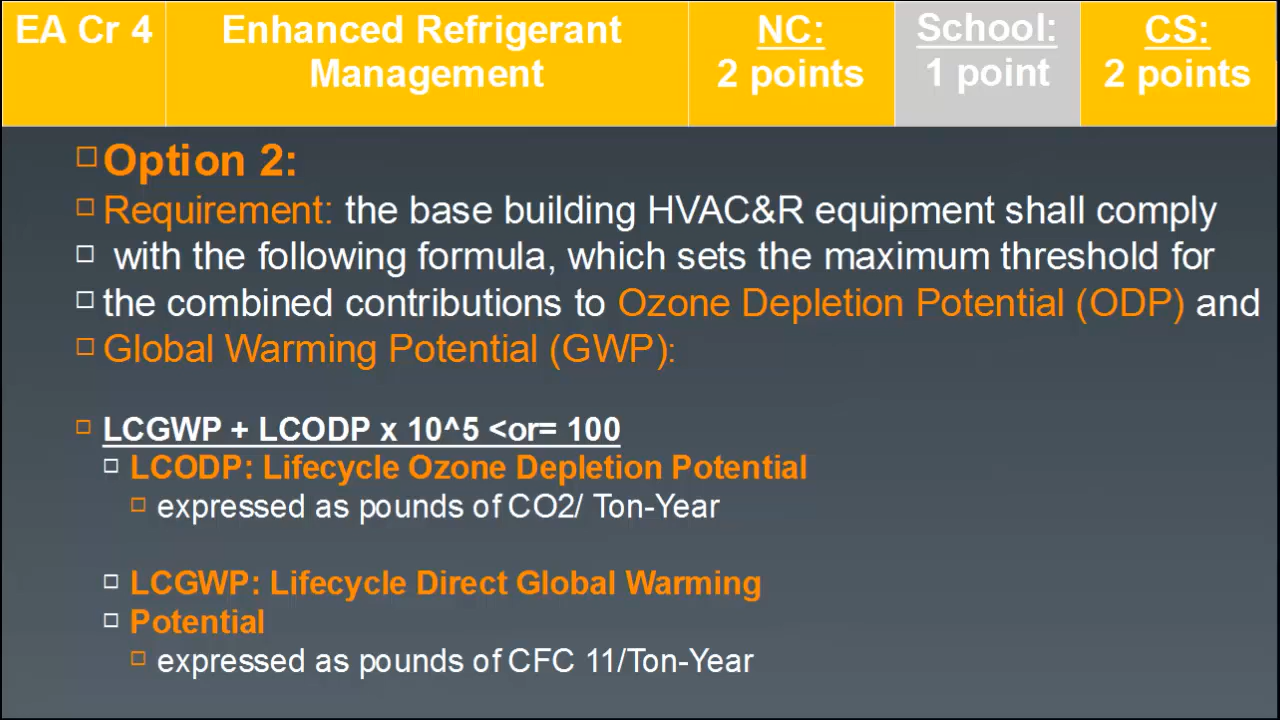 EA Cr 4
Enhanced Refrigerant
Management
NC:
2 points
School:
1 point
CS:
2 points
Option 2:
Requirement: the base building HVAC&R equipment shall comply
with the following formula, which sets the maximum threshold for
the combined contributions to Ozone Depletion Potential (ODP) and
Global Warming Potential (GWP):
LCGWP + LCODP x 10^5 <or= 100
LCODP: Lifecycle Ozone Depletion Potential
expressed as pounds of CO2/ Ton-Year
LCGWP: Lifecycle Direct Global Warming
Potential
expressed as pounds of CFC 11/Ton-Year